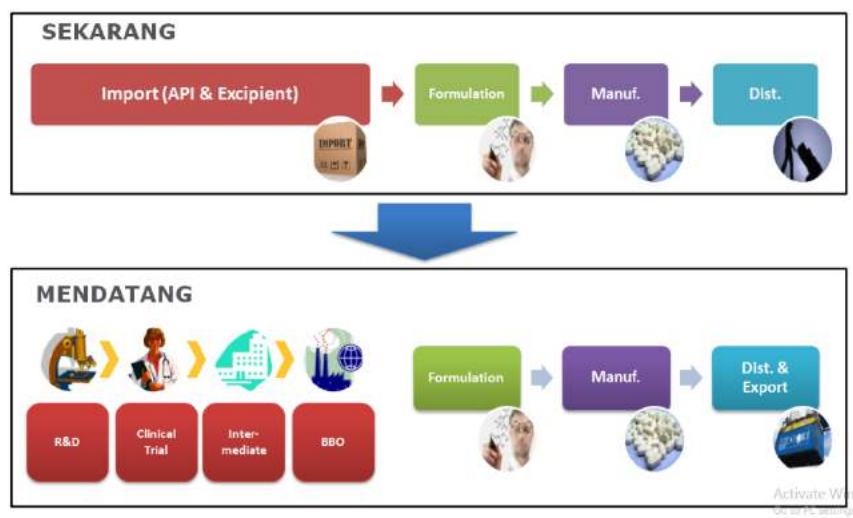 SEKARANG
Import (API & Excipient)
Formulation
Manuf.
Dist.
IMPORT
MENDATANG
Formulation
Manuf.
Dist. &
Export
R&D
Clinical
Trial
Inter-
mediate
BBO
Activate Win